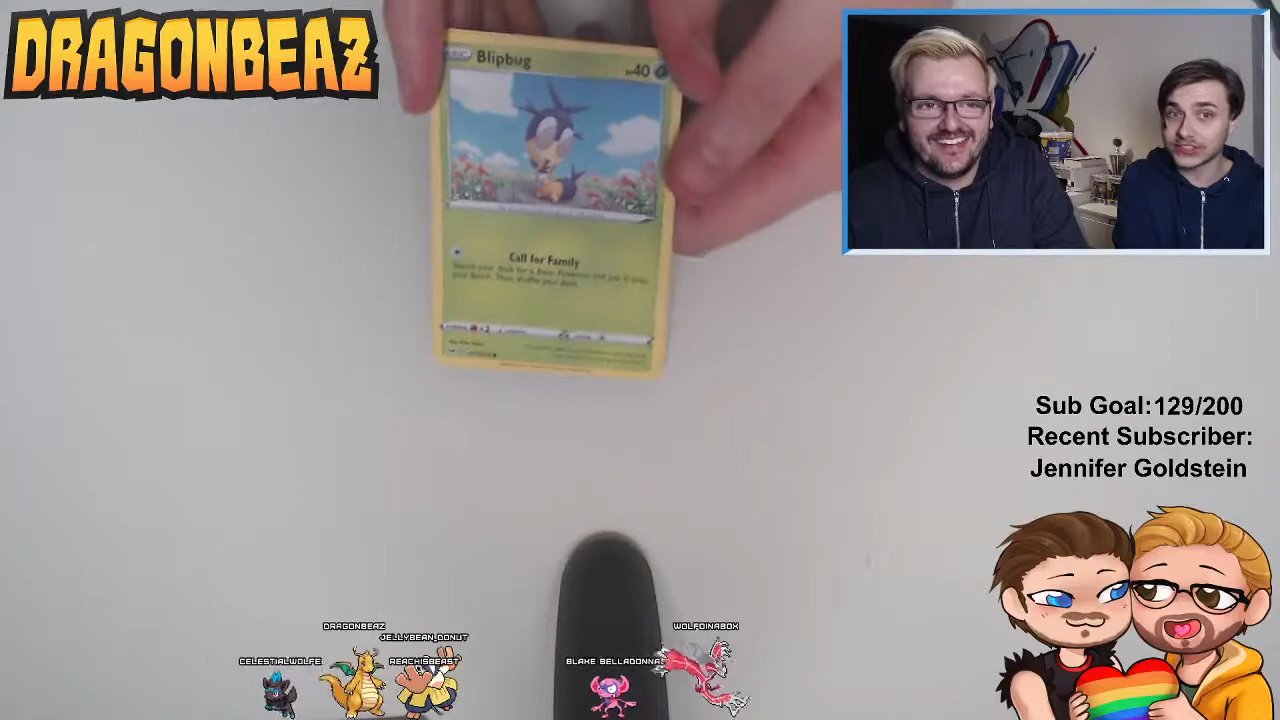 DRAGONBEAZ
BASIC Blipbug
40
Call for Family
Sub Goal:129/200
Recent Subscriber:
Jennifer Goldstein
DRAGONBEAZ
JELLYBEAN_DONUT
CELESTIALWOLFE
REACHISBEAST
BLAKE BELLADONNA
WOLFOINABOX